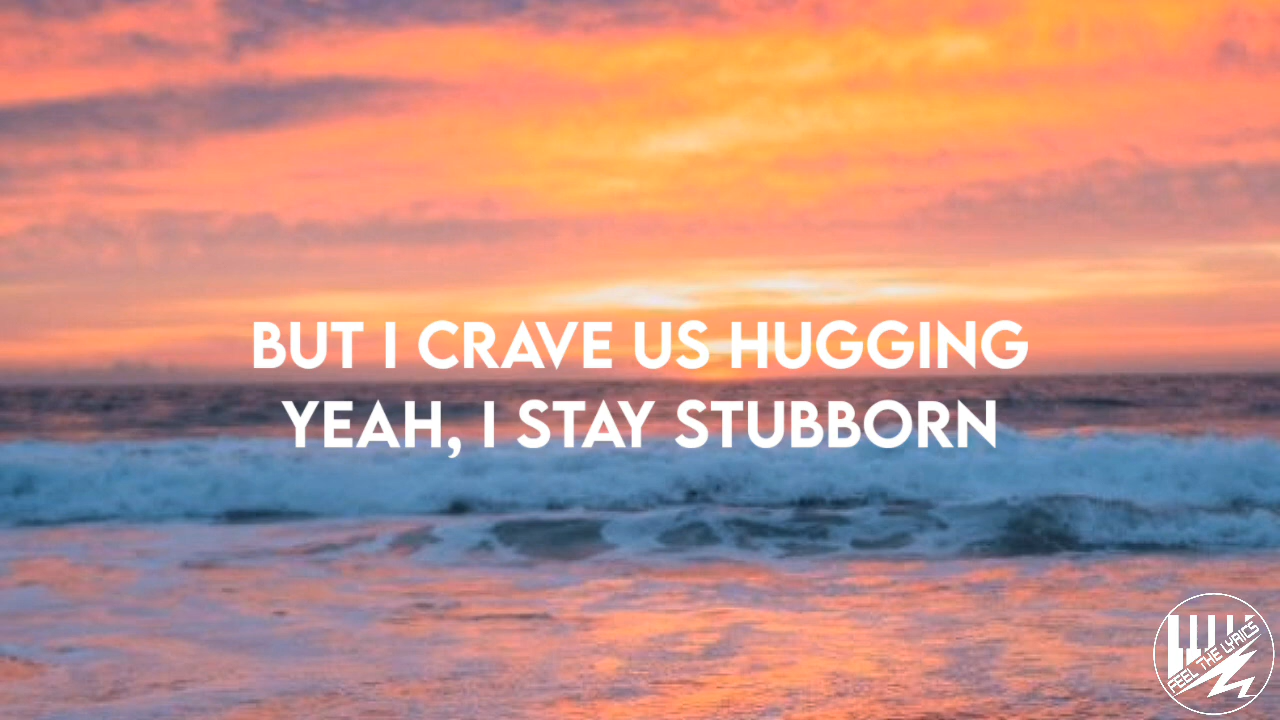 BUT I CRAVE US HUGGING
YEAH, I STAY STUBBORN
FEEL THE LYRICS